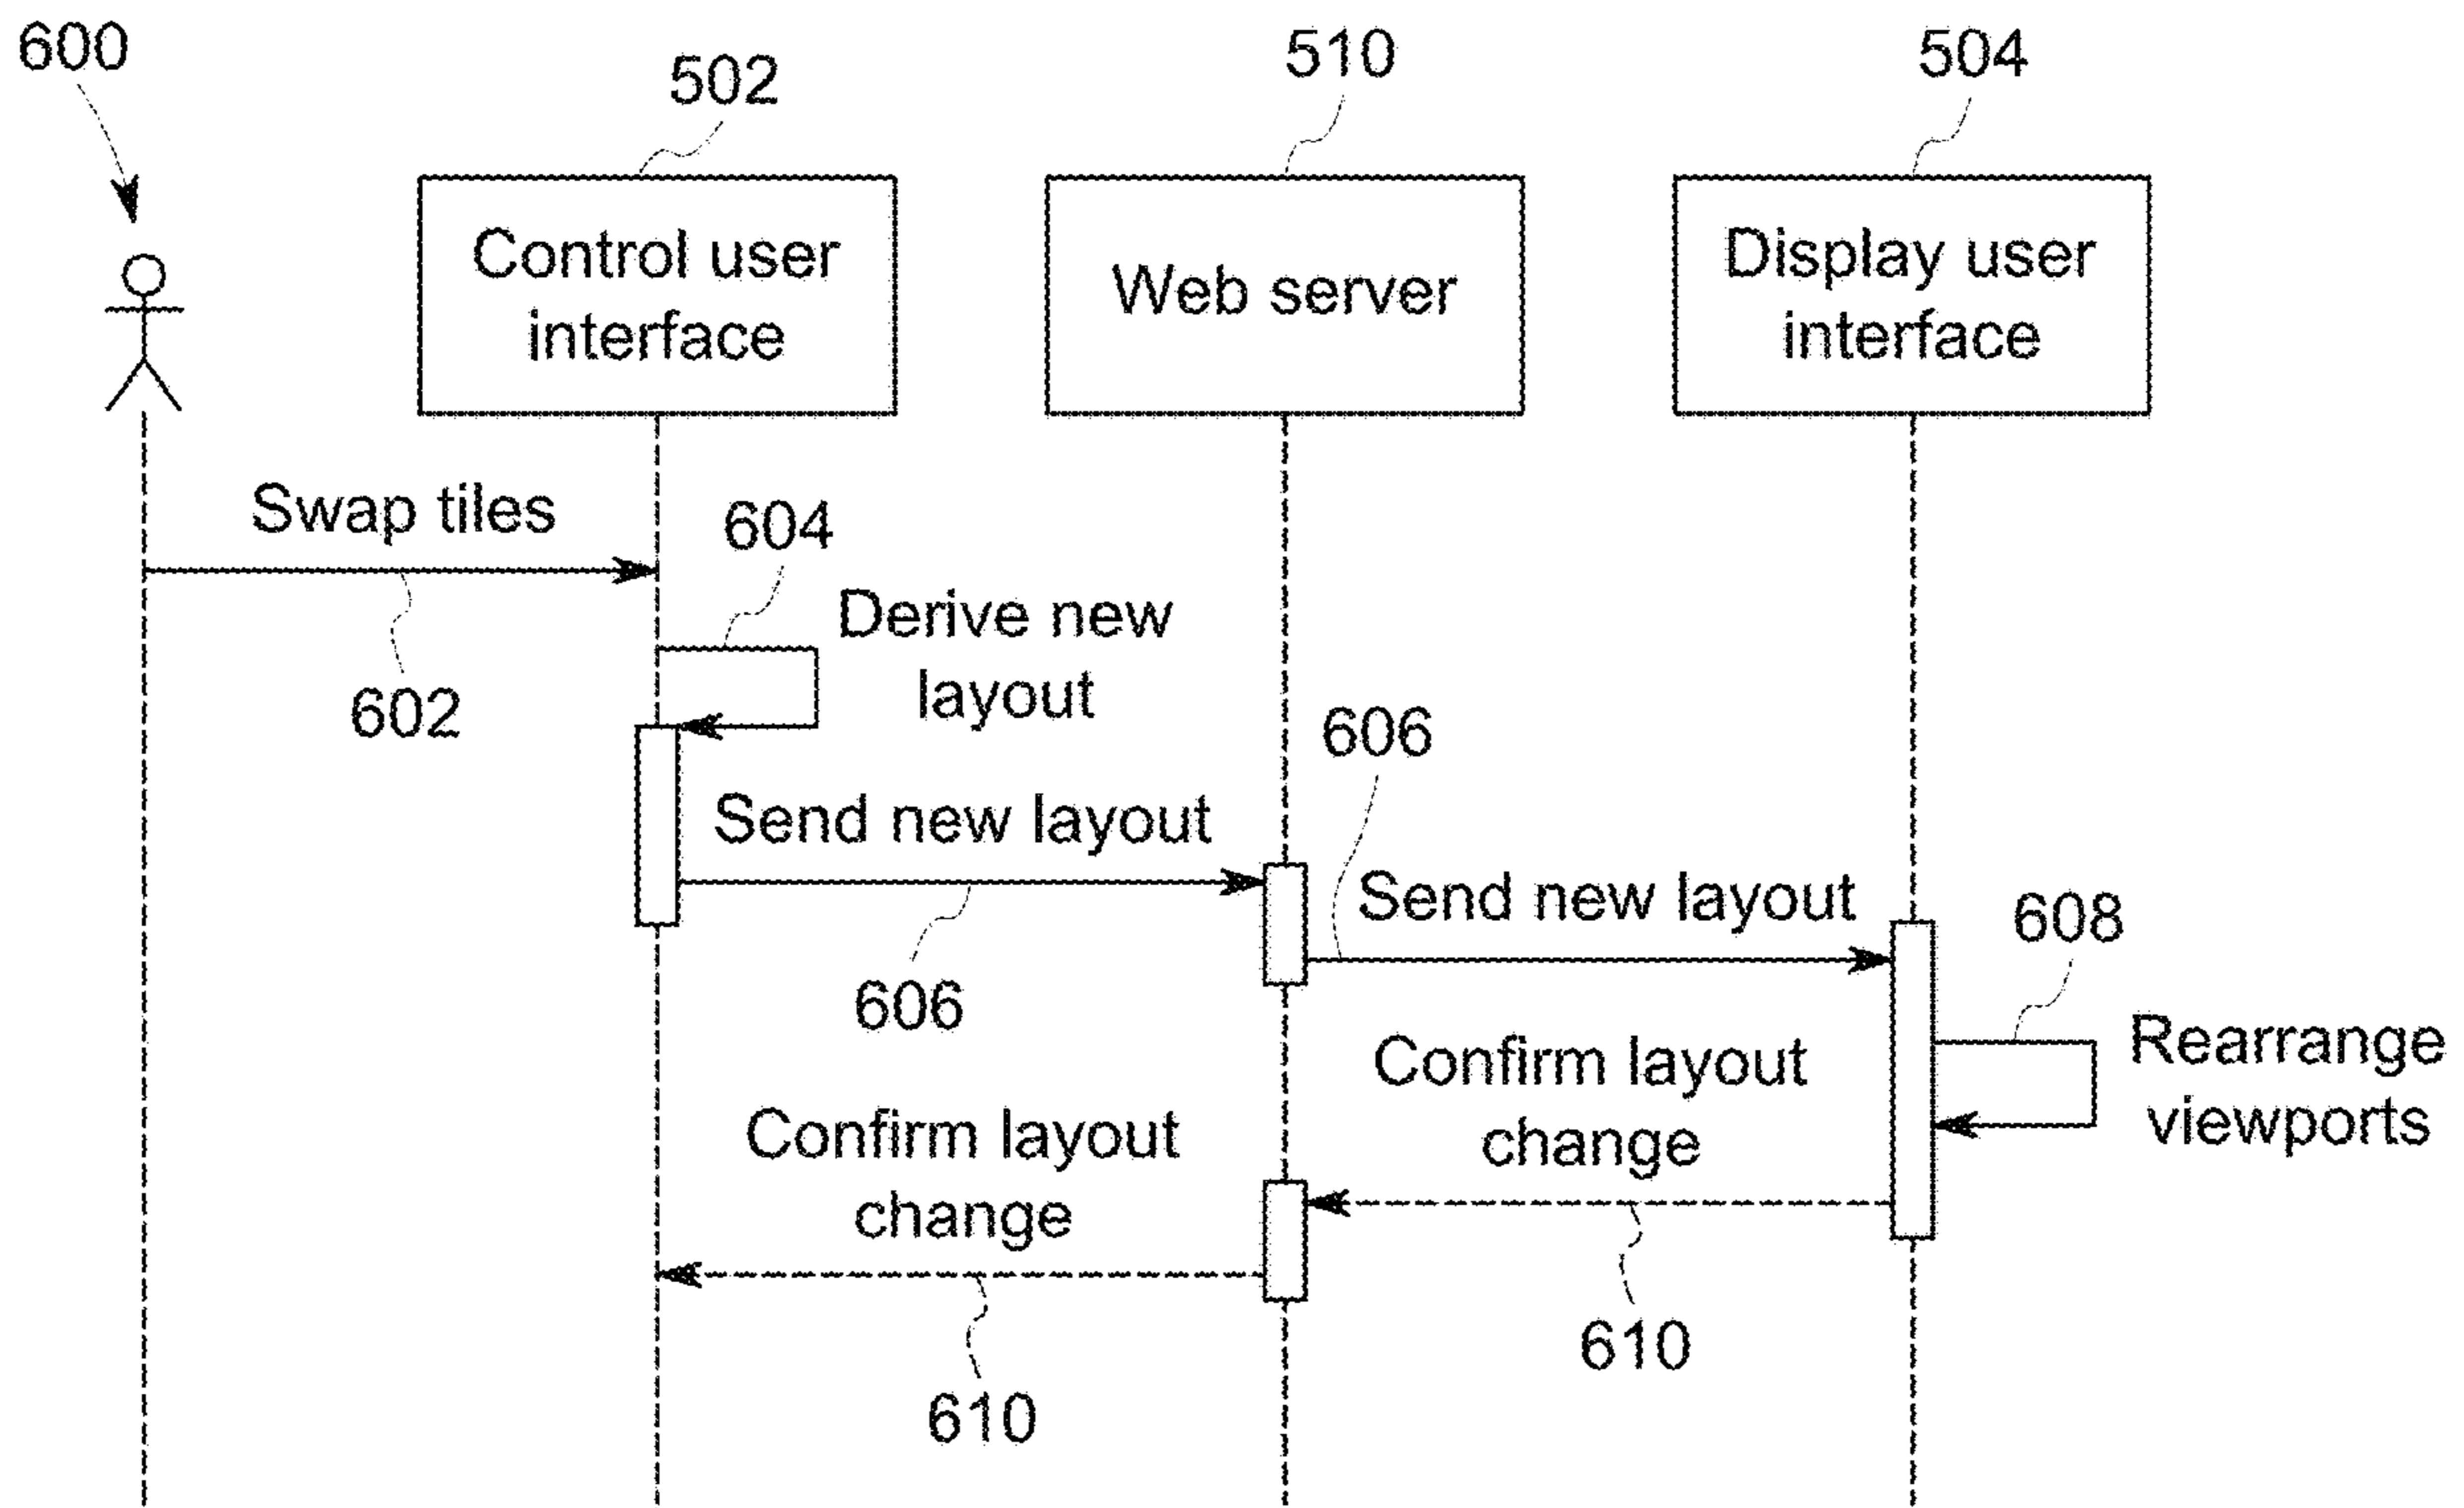 600
502
510
504
Control user
interface
Web server
Display user
interface
Swap tiles
604
Derive new
layout
602
606
Send new layout
Send new layout
608
606
Rearrange
viewports
Confirm layout
change
Confirm layout
change
610
610